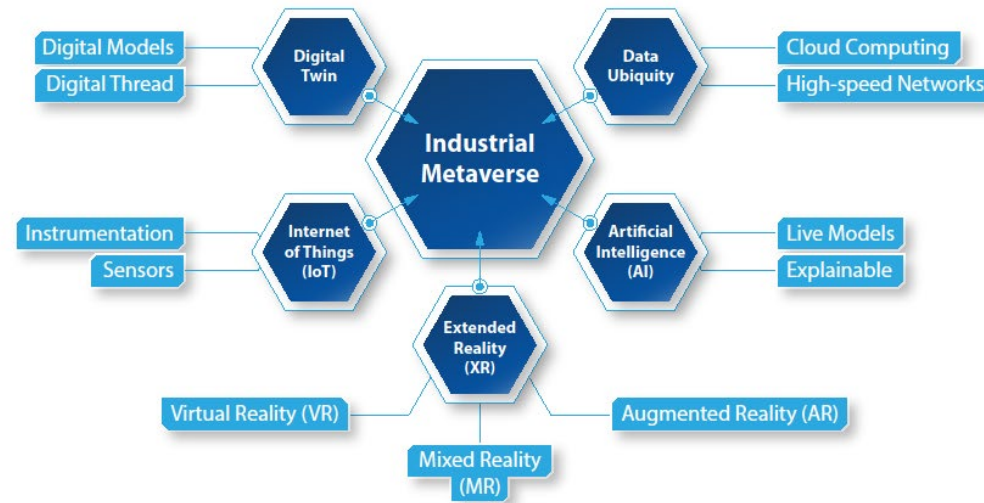 Digital Models
Digital Thread
Digital
Twin
Data
Ubiquity
Cloud Computing
High-speed Networks
Industrial
Metaverse
Instrumentation
Sensors
Internet
of Things
(IoT)
Artificial
Intelligence
(AI)
Live Models
Explainable
Extended
Reality
(XR)
Virtual Reality (VR)
Mixed Reality
(MR)
Augmented Reality (AR)